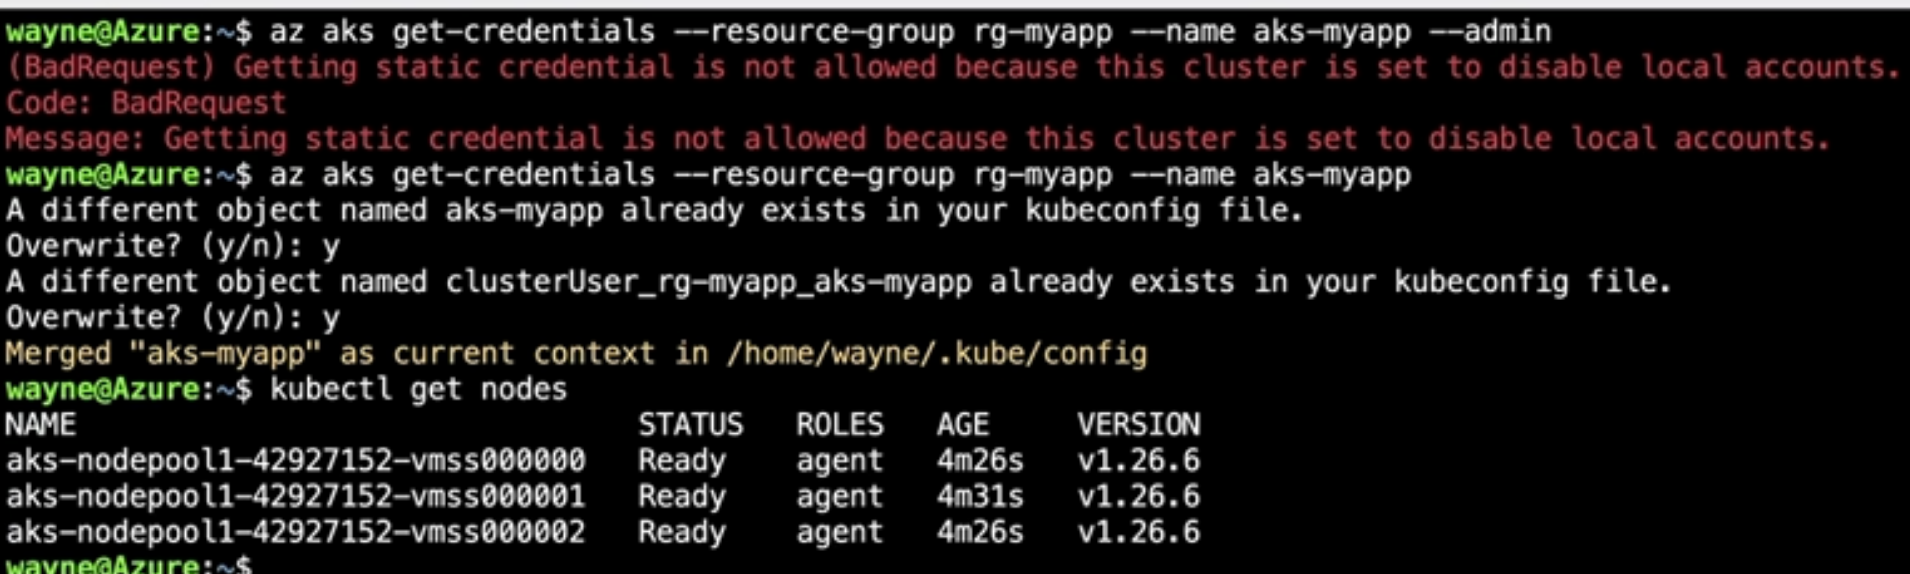 wayne@Azure:~$ az aks get-credentials --resource-group rg-myapp --name aks-myapp --admin
(BadRequest) Getting static credential is not allowed because this cluster is set to disable local accounts.
Code: BadRequest
Message: Getting static credential is not allowed because this cluster is set to disable local accounts.
wayne@Azure:~$ az aks get-credentials --resource-group rg-myapp --name aks-myapp
A different object named aks-myapp already exists in your kubeconfig file.
Overwrite? (y/n): y
A different object named clusterUser_rg-myapp_aks-myapp already exists in your kubeconfig file.
Overwrite? (y/n): y
Merged "aks-myapp" as current context in /home/wayne/.kube/config
wayne@Azure:~$ kubectl get nodes
NAME STATUS ROLES AGE VERSION
aks-nodepool1-42927152-vmss000000 Ready agent 4m26s v1.26.6
aks-nodepool1-42927152-vmss000001 Ready agent 4m31s v1.26.6
aks-nodepool1-42927152-vmss000002 Ready agent 4m26s v1.26.6
wayne@Azure:~$